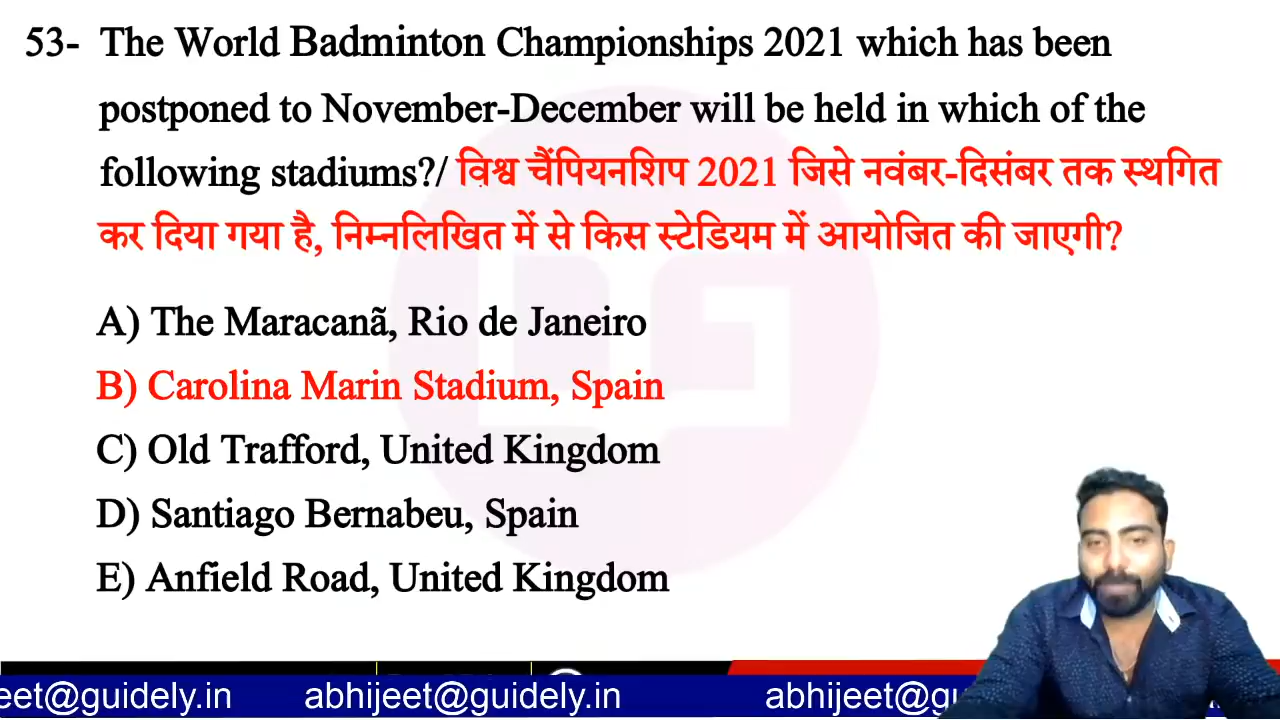 53- The World Badminton Championships 2021 which has been
postponed to November-December will be held in which of the
following stadiums?/ विश्व चैंपियनशिप 2021 जिसे नवंबर-दिसंबर तक स्थगित
कर दिया गया है, निम्नलिखित में से किस स्टेडियम में आयोजित की जाएगी?
A) The Maracanã, Rio de Janeiro
B) Carolina Marin Stadium, Spain
C) Old Trafford, United Kingdom
D) Santiago Bernabeu, Spain
E) Anfield Road, United Kingdom
eet@guidely.in abhijeet@guidely.in abhijeet@gu